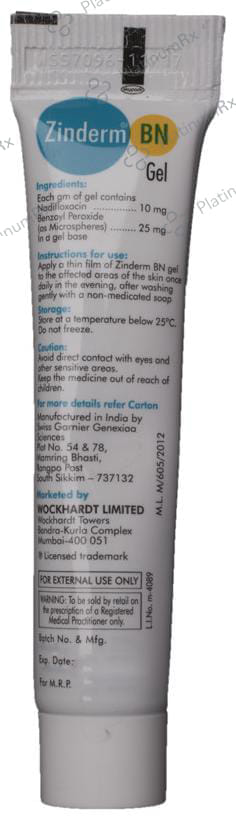 Zinderm® BN
Gel
Ingredients:
Each gm of gel contains
Nadifloxacin .............. 10 mg
Benzoyl Peroxide
(as Microspheres) .......... 25 mg
In a gel base
Instructions for use:
Apply a thin film of Zinderm BN gel
to the affected areas of the skin once
daily in the evening, after washing
gently with a non-medicated soap
Storage:
Store at a temperature below 25°C.
Do not freeze.
Caution:
Avoid direct contact with eyes and
other sensitive areas.
Keep the medicine out of reach of
children.
For more details refer Carton
Manufactured in India by
Swiss Garnier Genexiaa
Sciences
Plot No. 54 & 78,
Mamring Bhasti,
Rangpo Post
South Sikkim – 737132
M.L. M/605/2012
Marketed by
WOCKHARDT LIMITED
Wockhardt Towers
Bandra-Kurla Complex
Mumbai-400 051
® Licensed trademark
FOR EXTERNAL USE ONLY
WARNING: To be sold by retail on
the prescription of a Registered
Medical Practitioner only.
L.I.No. m-4089
Batch No. & Mfg.
Exp. Date:
For M.R.P.
PlatinumRx